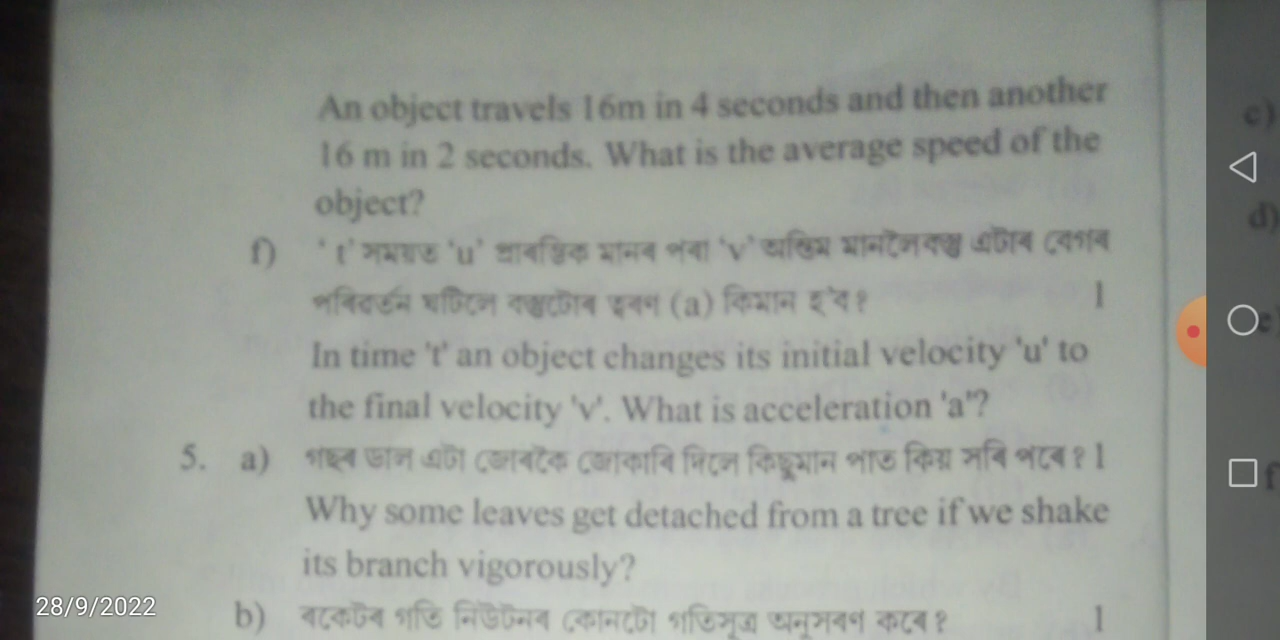 An object travels 16m in 4 seconds and then another
16 m in 2 seconds. What is the average speed of the
object?
f) 't' সময়ত 'u' প্ৰাৰম্ভিক মানৰ পৰা 'v' অন্তিম মানলৈ বস্তু এটাৰ বেগৰ
পৰিবৰ্তন ঘটিলে বস্তুটোৰ ত্বৰণ (a) কিমান হ'ব? 1
In time 't' an object changes its initial velocity 'u' to
the final velocity 'v'. What is acceleration 'a'?
5. a) গছৰ ডাল এটা জোৰকৈ জোকাৰি দিলে কিছুমান পাত কিয় সৰি পৰে? 1
Why some leaves get detached from a tree if we shake
its branch vigorously?
b) ৰকেটৰ গতি নিউটনৰ কোনটো গতিসূত্ৰ অনুসৰণ কৰে? 1
c)
d)
e)
f
28/9/2022